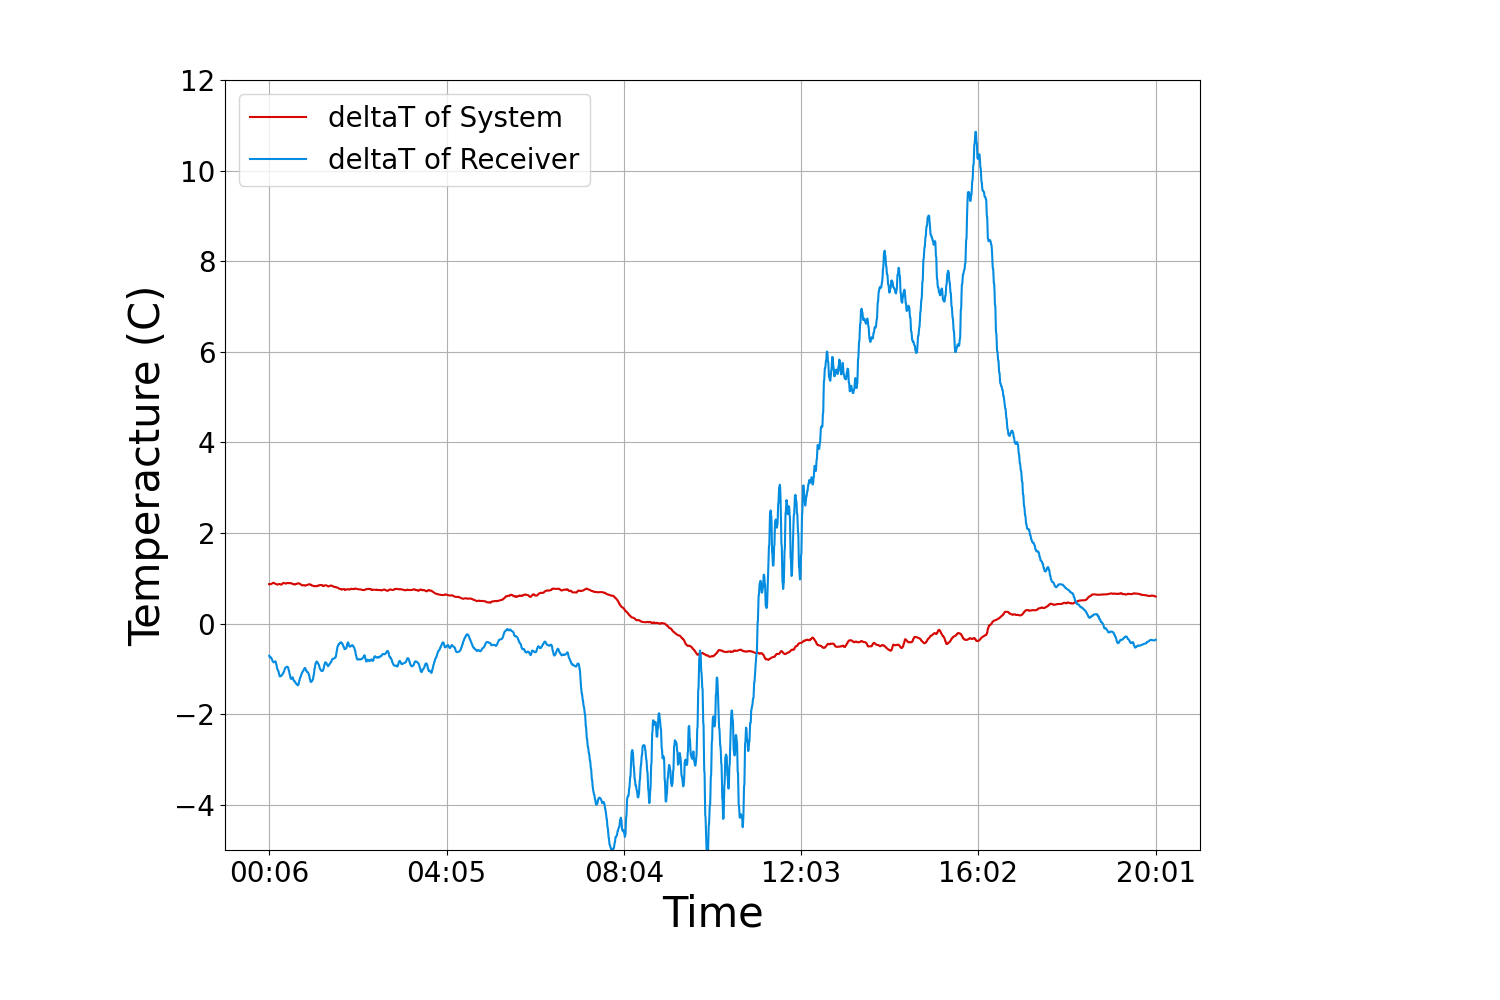 deltaT of System
deltaT of Receiver
Temperacture (C)
12
10
8
6
4
2
0
−2
−4
00:06 04:05 08:04 12:03 16:02 20:01
Time